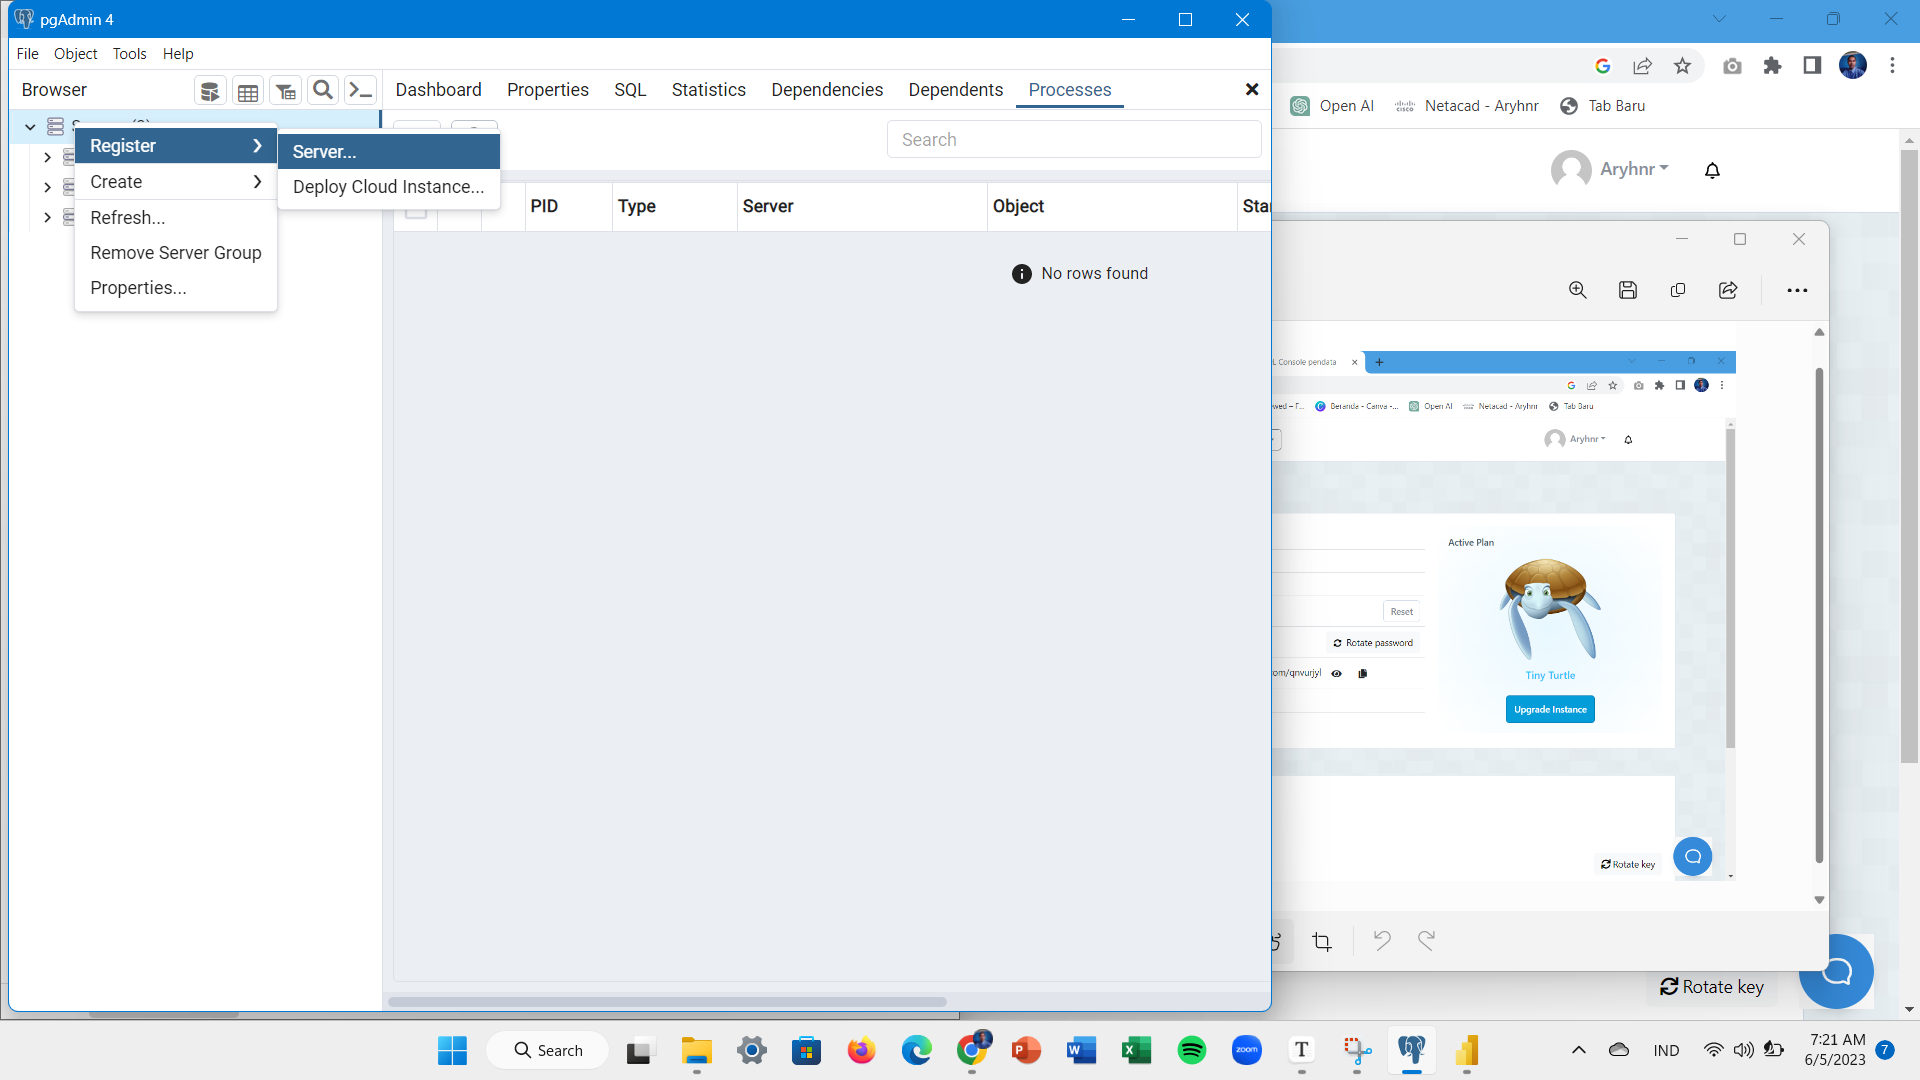 pgAdmin 4
File Object Tools Help
Browser
Dashboard Properties SQL Statistics Dependencies Dependents Processes
Register
Create
Refresh...
Remove Server Group
Properties...
Server...
Deploy Cloud Instance...
Search
PID Type Server Object
No rows found
Open AI Netacad - Aryhnr Tab Baru
Aryhnr
Console pendata
Beranda - Canva -... Open AI Netacad - Aryhnr Tab Baru
Aryhnr
Active Plan
Reset
Rotate password
om/qnvurjyl
Tiny Turtle
Upgrade Instance
Rotate key
Rotate key
Search
IND
7:21 AM
6/5/2023
7
zoom